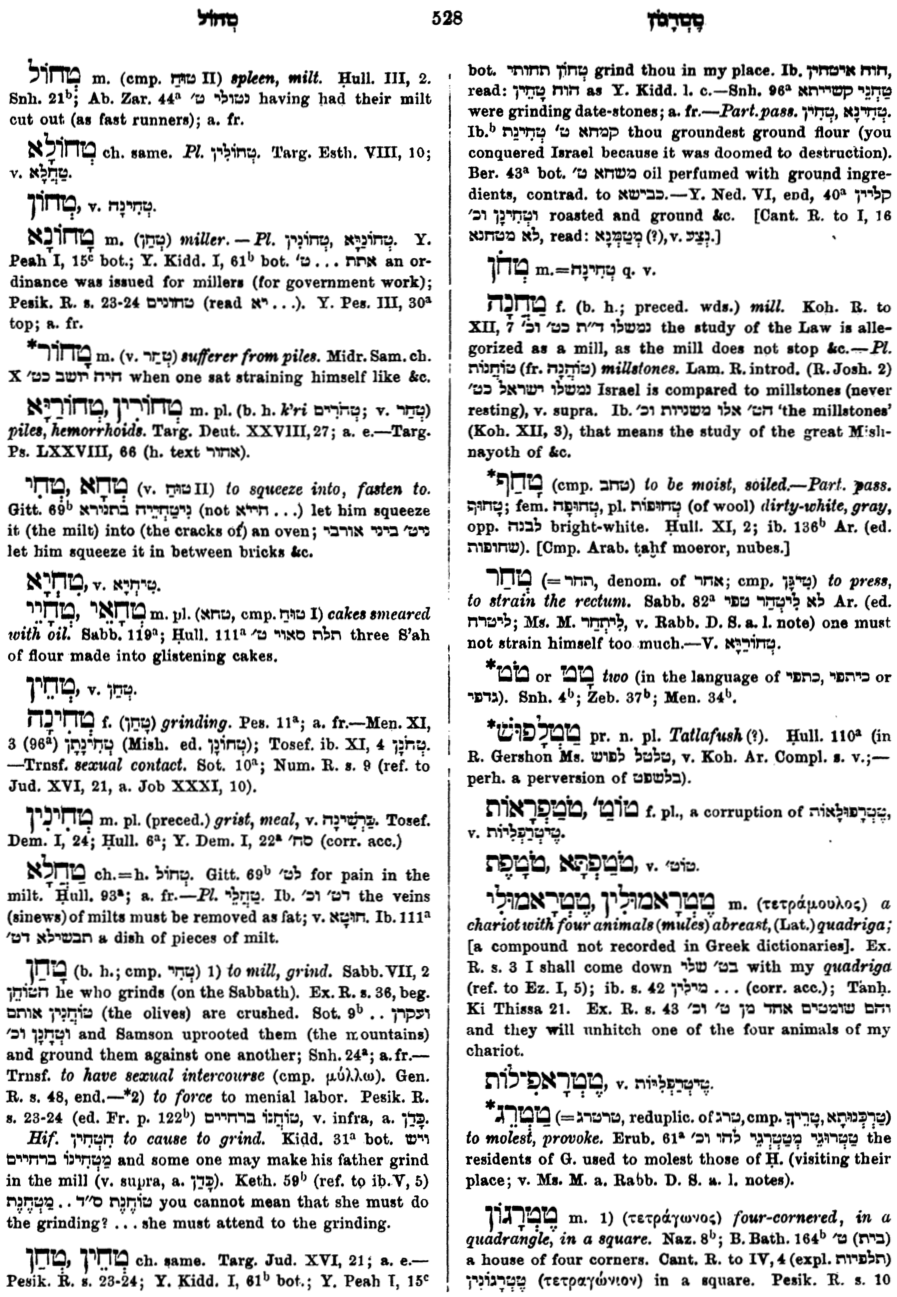 טְחוֹל
528
טֶטְרָגוֹן
טְחוֹל m. (cmp. טוּחַ II) spleen, milt. Ḥull. III, 2.
Snh. 21ᵇ; Ab. Zar. 44ᵃ נטולי ט׳ having had their milt
cut out (as fast runners); a. fr.
טְחוֹלָא ch. same. Pl. טְחוֹלִין. Targ. Esth. VIII, 10;
v. טַחֲלָא.
טְחוֹן, v. טְחִינָה.
טָחוֹנָא m. (טָחַן) miller. — Pl. טָחוֹנִין, טָחוֹנַיָּא. Y.
Peah I, 15ᶜ bot.; Y. Kidd. I, 61ᵇ bot. אתת ... ט׳ an or-
dinance was issued for millers (for government work);
Pesik. R. s. 23-24 טחונים (read יא ...). Y. Pes. III, 30ᵃ
top; a. fr.
*טָחוֹר m. (v. טָחַר) sufferer from piles. Midr. Sam. ch.
X היה יושב כט׳ when one sat straining himself like &c.
טְחוֹרִין, טְחוֹרַיָּא m. pl. (b. h. k'ri טְחֹרִים; v. טָחַר)
piles, hemorrhoids. Targ. Deut. XXVIII, 27; a. e.—Targ.
Ps. LXXVIII, 66 (h. text אחור).
טְחָא, טְחִי (v. טוּחַ II) to squeeze into, fasten to.
Gitt. 69ᵇ נִיטַחְיֵיהּ בתנורא (not חייא ...) let him squeeze
it (the milt) into (the cracks of) an oven; ניט׳ ביני אורבי
let him squeeze it in between bricks &c.
טְחָיָא, v. טִיחְיָא.
טְחָאֵי, טְחָיֵי m. pl. (טחא, cmp. טוּחַ I) cakes smeared
with oil. Sabb. 119ᵃ; Ḥull. 111ᵃ תלת סאוי ט׳ three S'ah
of flour made into glistening cakes.
טְחֵין, v. טְחַן.
טְחִינָה f. (טָחַן) grinding. Pes. 11ᵃ; a. fr.—Men. XI,
3 (96ᵃ) טְחִינָתָן (Mish. ed. טְחוֹנָן); Tosef. ib. XI, 4 טְחֹנָן.
—Trnsf. sexual contact. Sot. 10ᵃ; Num. R. s. 9 (ref. to
Jud. XVI, 21, a. Job XXXI, 10).
טְחִינִין m. pl. (preced.) grist, meal, v. פַּרְשִׁינָה. Tosef.
Dem. I, 24; Ḥull. 6ᵃ; Y. Dem. I, 22ᵃ סח׳ (corr. acc.)
טַחֲלָא ch.=h. טְחוֹל. Gitt. 69ᵇ לט׳ for pain in the
milt. Ḥull. 93ᵃ; a. fr.—Pl. טַחֲלֵי. Ib. דט׳ וכ׳ the veins
(sinews) of milts must be removed as fat; v. חוּטָא. Ib. 111ᵃ
תבשילא דט׳ a dish of pieces of milt.
טָחַן (b. h.; cmp. טְחִי) 1) to mill, grind. Sabb. VII, 2
הטוֹחֵן he who grinds (on the Sabbath). Ex. R. s. 36, beg.
טוֹחֲנִין אותם (the olives) are crushed. Sot. 9ᵇ ועקרן ..
וּטְחָנָן וכ׳ and Samson uprooted them (the mountains)
and ground them against one another; Snh. 24ᵃ; a. fr.—
Trnsf. to have sexual intercourse (cmp. μύλλω). Gen.
R. s. 48, end.—*2) to force to menial labor. Pesik. R.
s. 23-24 (ed. Fr. p. 122ᵇ) טוֹחֲנוֹ ברחיים, v. infra, a. כָּדַן.
Hif. הִטְחִין to cause to grind. Kidd. 31ᵃ bot. ויש
מַטְחִינוֹ ברחיים and some one may make his father grind
in the mill (v. supra, a. כָּדַן). Keth. 59ᵇ (ref. to ib. V, 5)
טוֹחֶנֶת ס״ד .. מַטְחֶנֶת you cannot mean that she must do
the grinding? ... she must attend to the grinding.
טְחֵין, טְחַן ch. same. Targ. Jud. XVI, 21; a. e.—
Pesik. R. s. 23-24; Y. Kidd. I, 61ᵇ bot.; Y. Peah I, 15ᶜ
bot. טְחוֹן תחותי grind thou in my place. Ib. הוה איטחין,
read: הוה טָחֵין as Y. Kidd. l. c.—Snh. 96ᵃ טַחֲנֵי קשייתא
were grinding date-stones; a. fr.—Part. pass. טְחִין, טְחִינָא.
Ib.ᵇ קמחא ט׳ טְחִינַת thou groundest ground flour (you
conquered Israel because it was doomed to destruction).
Ber. 43ᵃ bot. משחא ט׳ oil perfumed with ground ingre-
dients, contrad. to כבישא.—Y. Ned. VI, end, 40ᵃ קליין
וּטְחִינָן וכ׳ roasted and ground &c. [Cant. R. to I, 16
לא מטחנא, read: מְטַמְּנָא (?), v. נְצַע.]
טְחֹן m.=טְחִינָה q. v.
טַחֲנָה f. (b. h.; preced. wds.) mill. Koh. R. to
XII, 7 נמשלו ד״ת כט׳ וכ׳ the study of the Law is alle-
gorized as a mill, as the mill does not stop &c.—Pl.
טוֹחֲנוֹת (fr. טוֹחֲנָה) millstones. Lam. R. introd. (R. Josh. 2)
נמשלו ישראל כט׳ Israel is compared to millstones (never
resting), v. supra. Ib. הט׳ אלו משניות וכ׳ 'the millstones'
(Koh. XII, 3), that means the study of the great Mish-
nayoth of &c.
*טָחַף (cmp. טחב) to be moist, soiled.—Part. pass.
טָחוּף; fem. טְחוּפָה, pl. טְחוּפוֹת (of wool) dirty-white, gray,
opp. לבנה bright-white. Ḥull. XI, 2; ib. 136ᵇ Ar. (ed.
שחופות). [Cmp. Arab. ṭaḥf moeror, nubes.]
טָחַר (=תחר, denom. of אחר; cmp. טִיגֵּן) to press,
to strain the rectum. Sabb. 82ᵃ לא לִיטְחַר טפי Ar. (ed.
ליטרח; Ms. M. לִיתְחַר, v. Rabb. D. S. a. l. note) one must
not strain himself too much.—V. טְחוֹרַיָּא.
*טֹט or טָט two (in the language of כתפי, כיתפי or
גדפי). Snh. 4ᵇ; Zeb. 37ᵇ; Men. 34ᵇ.
*טַטְלָפוּשׁ pr. n. pl. Tatlafush (?). Ḥull. 110ᵃ (in
R. Gershon Ms. טלטל לפוש, v. Koh. Ar. Compl. s. v.;—
perh. a perversion of בלשפט).
טוֹט׳, טֹטְפְרָאוֹת f. pl., a corruption of טֶטְרָפוּלָאוֹת,
v. טֵיטְרַפְּלִיּוֹת.
טֹטֶפֶת, טֹטַפְתָּא, v. טוֹט׳.
טֶטְרָאמוּלִין, טֶטְרָאמוּלִי m. (τετράμουλος) a
chariot with four animals (mules) abreast, (Lat.) quadriga;
[a compound not recorded in Greek dictionaries]. Ex.
R. s. 3 I shall come down בט׳ שלי with my quadriga
(ref. to Ez. I, 5); ib. s. 42 מילין ... (corr. acc.); Tanḥ.
Ki Thissa 21. Ex. R. s. 43 והם שומטים אחד מן ט׳ וכ׳
and they will unhitch one of the four animals of my
chariot.
טֶטְרָאפִילוֹת, v. טֵיטְרַפְּלִיּוֹת.
*טַטְרֵג (=טרטרג, reduplic. of טרג, cmp. טָרֵיךְ, טַרְכְּנוּתָא)
to molest, provoke. Erub. 61ᵃ טַטְרוּגֵי מְטַטְרְגֵי להו וכ׳ the
residents of G. used to molest those of Ḥ. (visiting their
place; v. Ms. M. a. Rabb. D. S. a. l. notes).
טֶטְרָגוֹן m. 1) (τετράγωνος) four-cornered, in a
quadrangle, in a square. Naz. 8ᵇ; B. Bath. 164ᵇ (בית) ט׳
a house of four corners. Cant. R. to IV, 4 (expl. תלפיות)
טֶטְרָגוֹנִין (τετραγώνιον) in a square. Pesik. R. s. 10